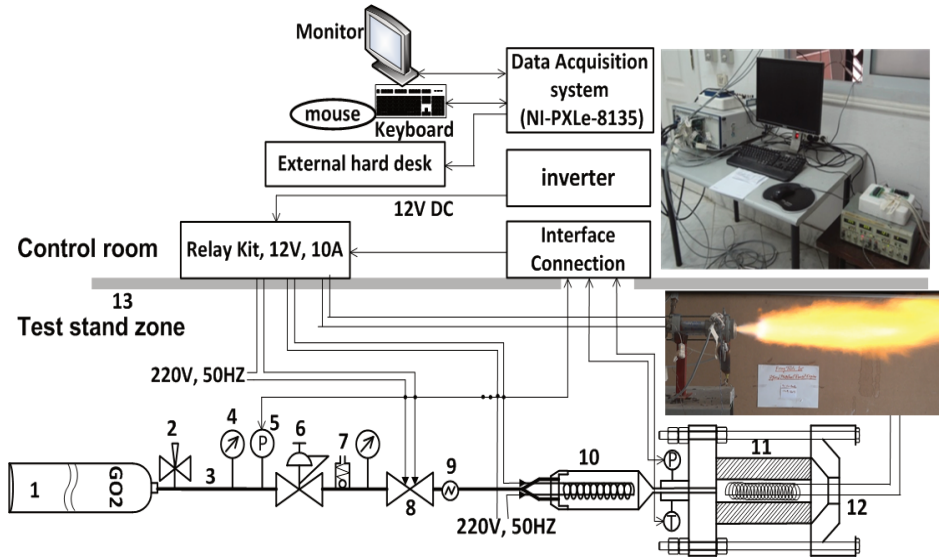 Monitor
mouse
Keyboard
Data Acquisition
system
(NI-PXLe-8135)
External hard desk
inverter
12V DC
Control room
Relay Kit, 12V, 10A
Interface
Connection
13
Test stand zone
220V, 50HZ
1
GO2
2
3
4
5
P
6
7
8
9
10
220V, 50HZ
P
T
11
12